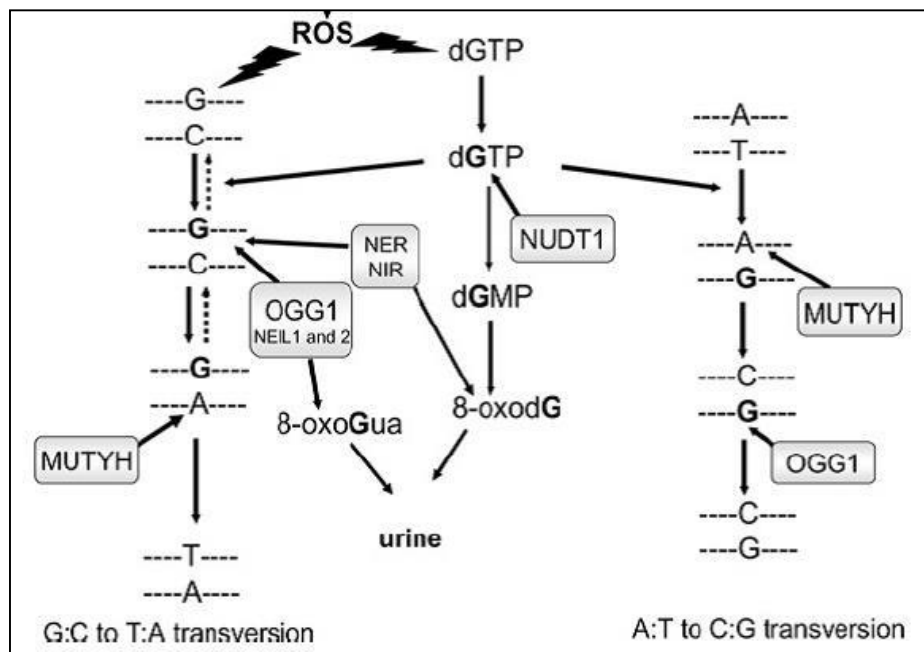 ROS
dGTP
----G----
----C----
dGTP
----G----
----C----
NER
NIR
OGG1
NEIL1 and 2
NUDT1
dGMP
----G----
----A----
MUTYH
8-oxoGua
8-oxodG
urine
----T----
----A----
G:C to T:A transversion
----A----
----T----
----A----
----G----
MUTYH
----C----
----G----
OGG1
----C----
----G----
A:T to C:G transversion